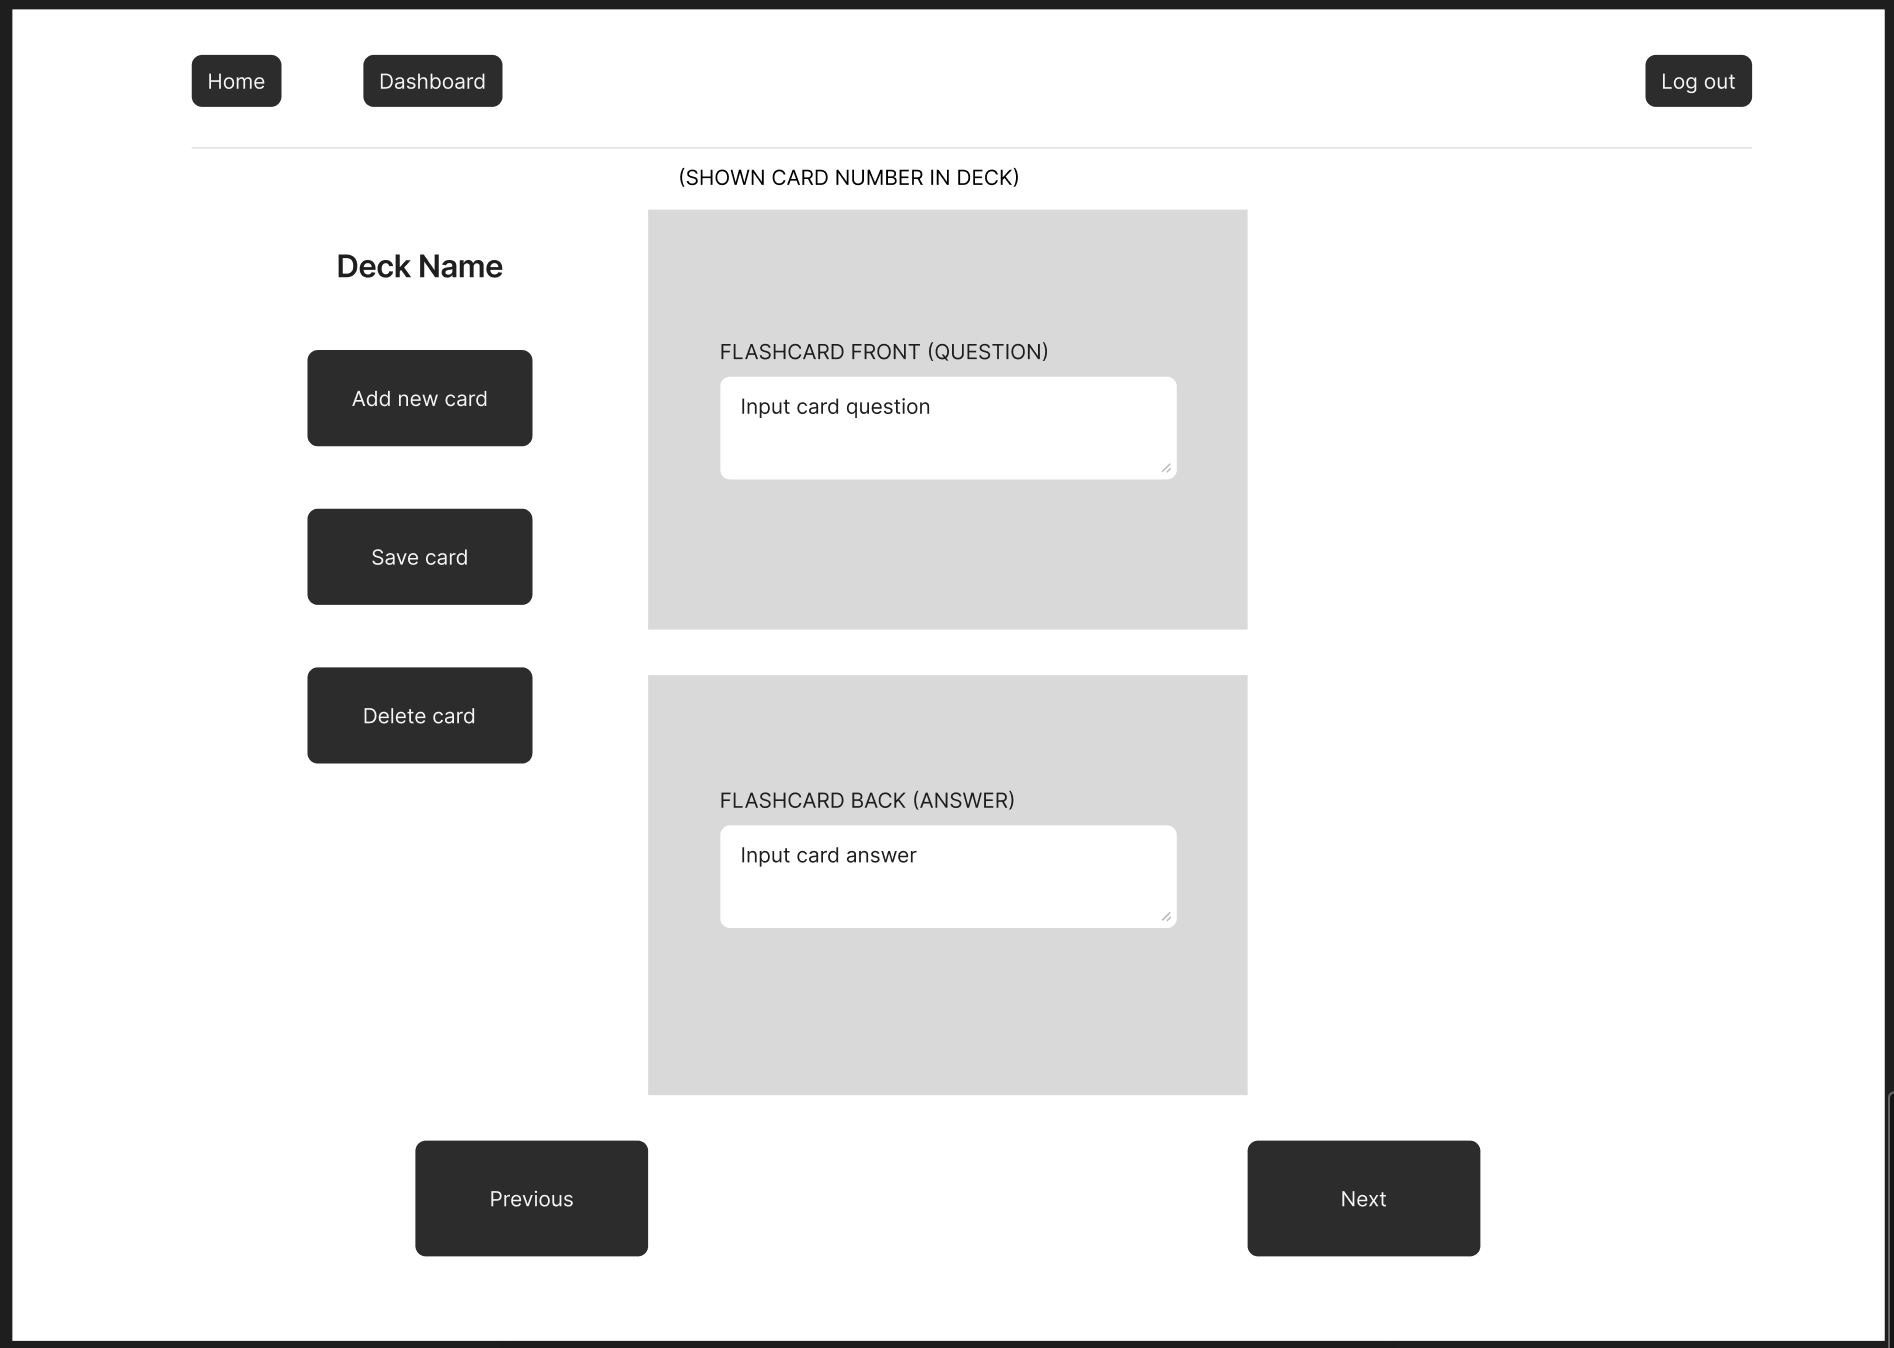 Home
Dashboard
Log out
(SHOWN CARD NUMBER IN DECK)
Deck Name
Add new card
Save card
Delete card
FLASHCARD FRONT (QUESTION)
Input card question
FLASHCARD BACK (ANSWER)
Input card answer
Previous
Next